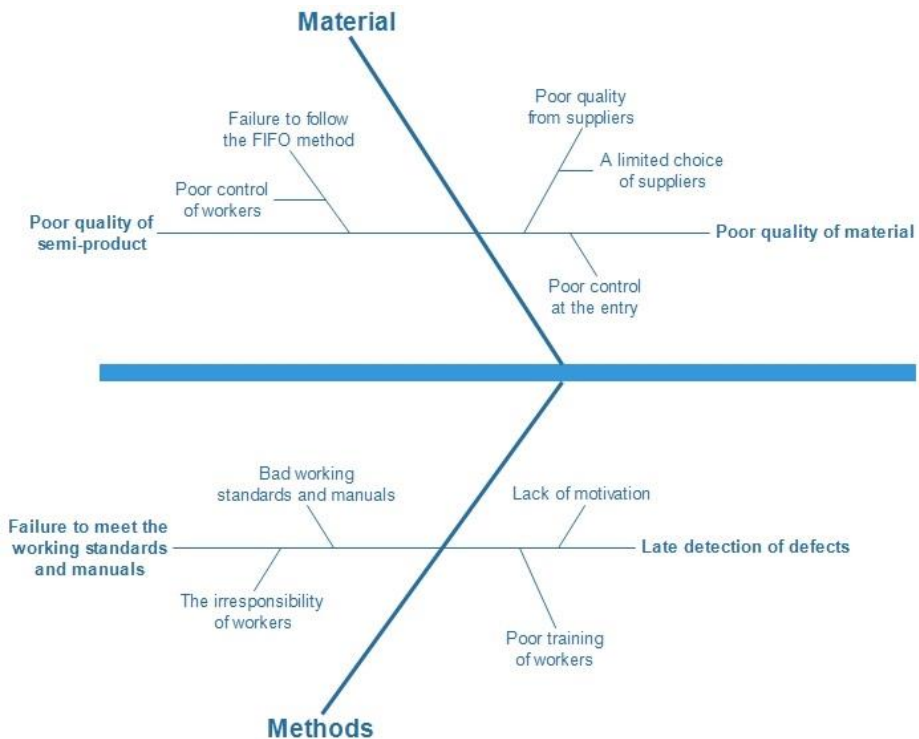 Material
Failure to follow
the FIFO method
Poor quality
from suppliers
Poor control
of workers
A limited choice
of suppliers
Poor quality of
semi-product
Poor quality of material
Poor control
at the entry
Bad working
standards and manuals
Lack of motivation
Failure to meet the
working standards
and manuals
Late detection of defects
The irresponsibility
of workers
Poor training
of workers
Methods